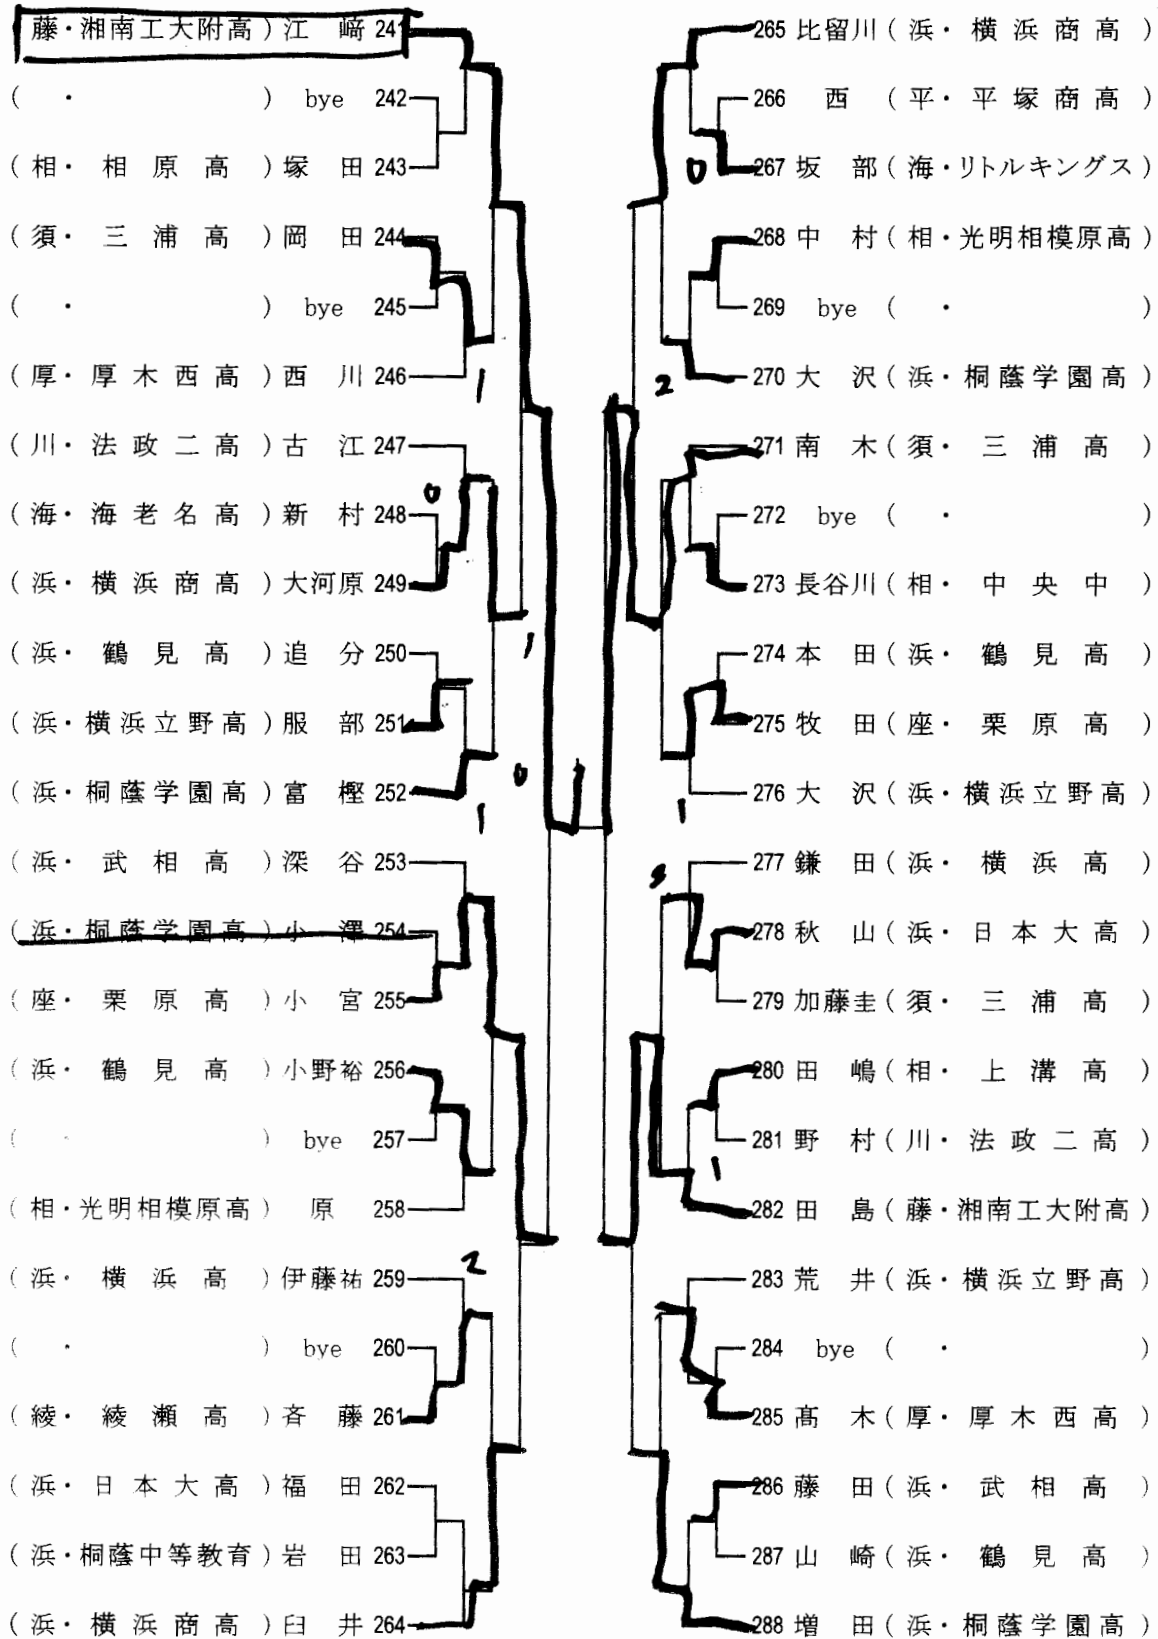 藤・湘南工大附高)江 﨑 241
( ・ ) bye 242
(相・相原高)塚 田 243
(須・三浦高)岡 田 244
( ・ ) bye 245
(厚・厚木西高)西 川 246
(川・法政二高)古 江 247
0
(海・海老名高)新 村 248
(浜・横浜商高)大河原 249
(浜・鶴見高)追 分 250
(浜・横浜立野高)服 部 251
(浜・桐蔭学園高)富 樫 252
(浜・武相高)深 谷 253
(浜・桐蔭学園高)小 澤 254
(座・栗原高)小 宮 255
(浜・鶴見高)小野裕 256
( ・ ) bye 257
(相・光明相模原高) 原 258
(浜・横浜高)伊藤祐 259
( ・ ) bye 260
(綾・綾瀬高)斉 藤 261
(浜・日本大高)福 田 262
(浜・桐蔭中等教育)岩 田 263
(浜・横浜商高)臼 井 264
1
1
1
0
2
265 比留川(浜・横浜商高)
266 西 (平・平塚商高)
0
267 坂 部(海・リトルキングス)
268 中 村(相・光明相模原高)
269 bye ( ・ )
270 大 沢(浜・桐蔭学園高)
2
271 南 木(須・三浦高)
272 bye ( ・ )
273 長谷川(相・中央中)
274 本 田(浜・鶴見高)
275 牧 田(座・栗原高)
276 大 沢(浜・横浜立野高)
1
277 鎌 田(浜・横浜高)
278 秋 山(浜・日本大高)
279 加藤圭(須・三浦高)
280 田 嶋(相・上溝高)
281 野 村(川・法政二高)
1
282 田 島(藤・湘南工大附高)
283 荒 井(浜・横浜立野高)
284 bye ( ・ )
285 髙 木(厚・厚木西高)
286 藤 田(浜・武相高)
287 山 崎(浜・鶴見高)
288 増 田(浜・桐蔭学園高)